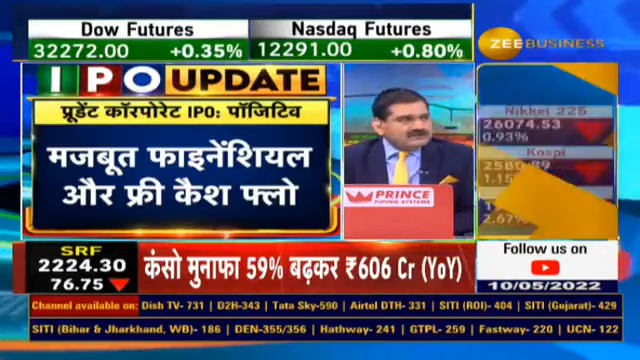 Dow Futures
32272.00 +0.35%
Nasdaq Futures
12291.00 +0.80%
ZEE BUSINESS
IPO UPDATE
प्रूडेंट कॉरपोरेट IPO: पॉजिटिव
मजबूत फाइनेंशियल
और फ्री कैश फ्लो
PRINCE
PIPING SYSTEMS
Nikkei 225
26074.53
0.93%
Kospi
2.67%
SRF
2224.30
76.75
कंसो मुनाफा 59% बढ़कर ₹606 Cr (YoY)
Follow us on
10/05/2022
Channel available on: Dish TV- 731 | D2H-343 | Tata Sky-590 | Airtel DTH- 331 | SITI (ROI)- 404 | SITI (Gujarat)- 429
SITI (Bihar & Jharkhand, WB)- 186 | DEN-355/356 | Hathway- 241 | GTPL- 259 | Fastway- 220 | UCN- 122